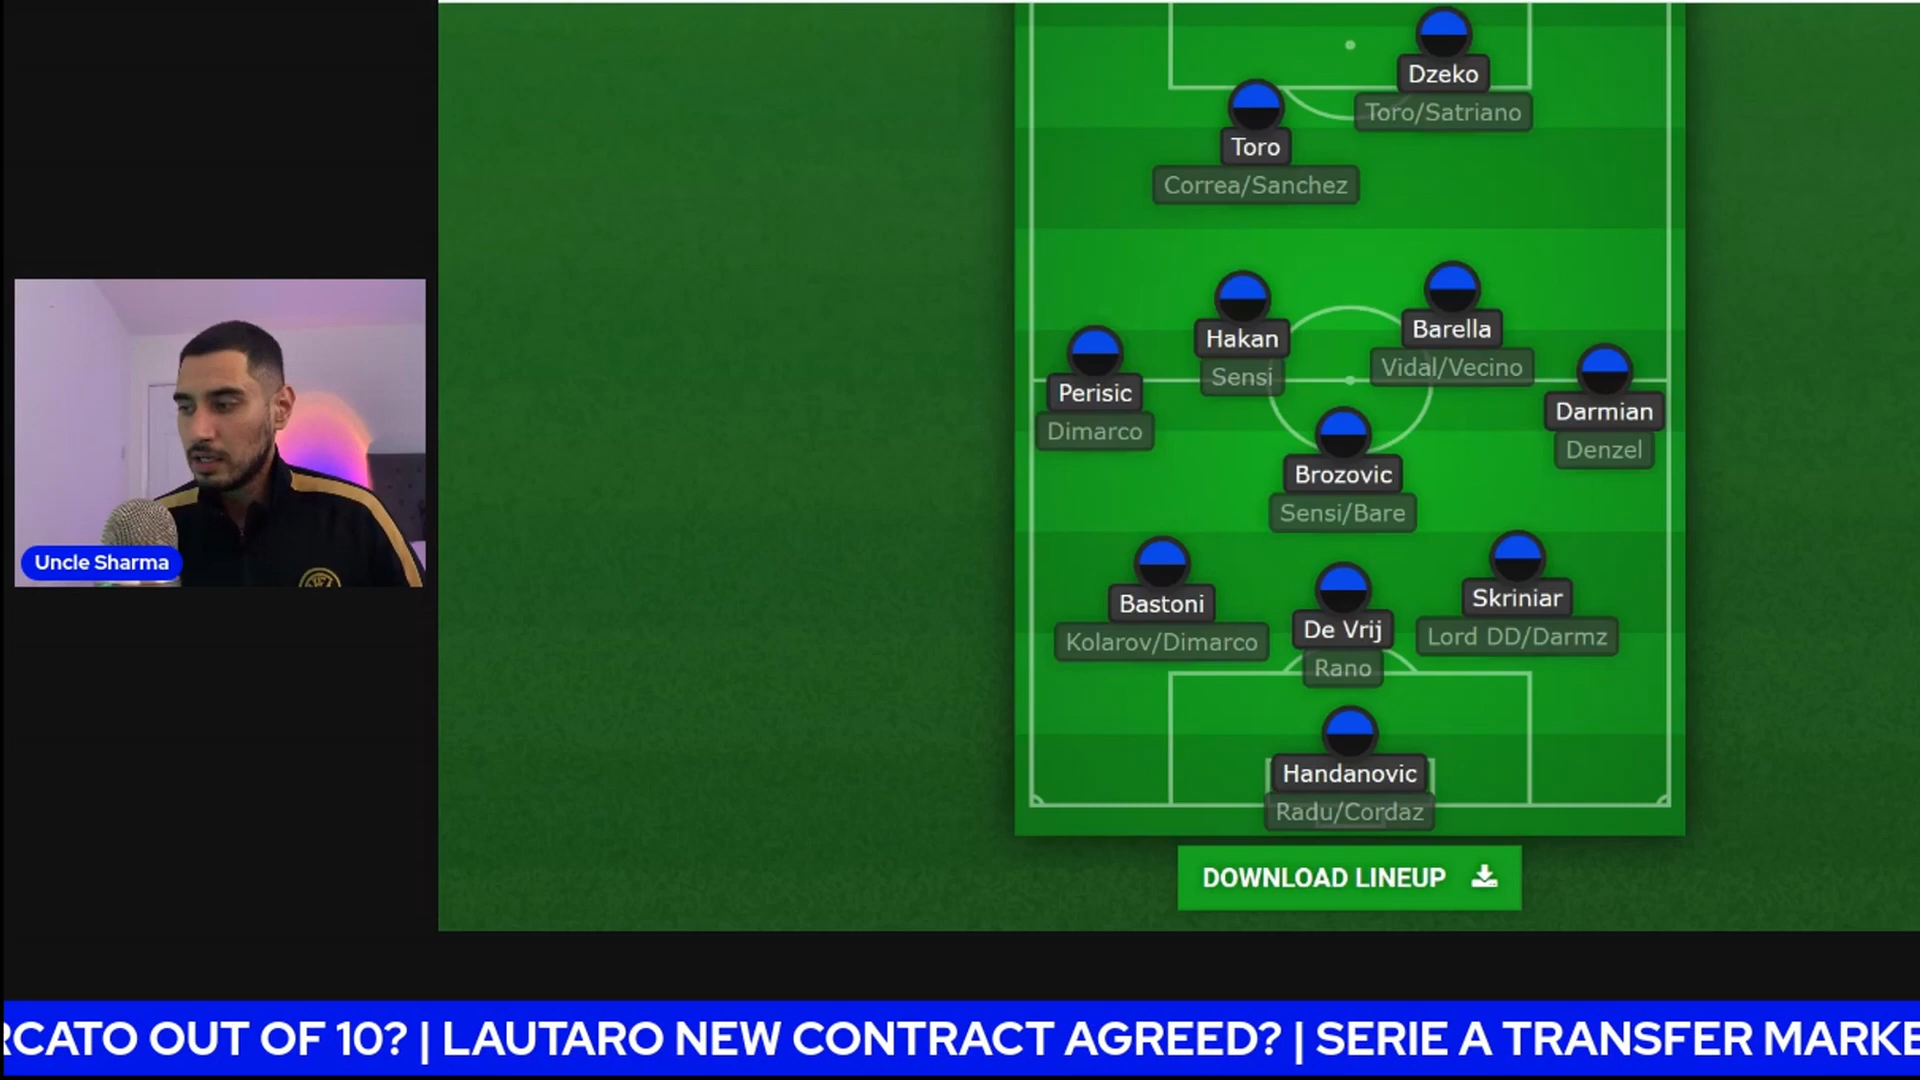 Dzeko
Toro/Satriano
Toro
Correa/Sanchez
Hakan
Sensi
Barella
Vidal/Vecino
Perisic
Dimarco
Darmian
Denzel
Brozovic
Sensi/Bare
Bastoni
Kolarov/Dimarco
De Vrij
Rano
Skriniar
Lord DD/Darmz
Handanovic
Radu/Cordaz
DOWNLOAD LINEUP
Uncle Sharma
RCATO OUT OF 10? | LAUTARO NEW CONTRACT AGREED? | SERIE A TRANSFER MARKE